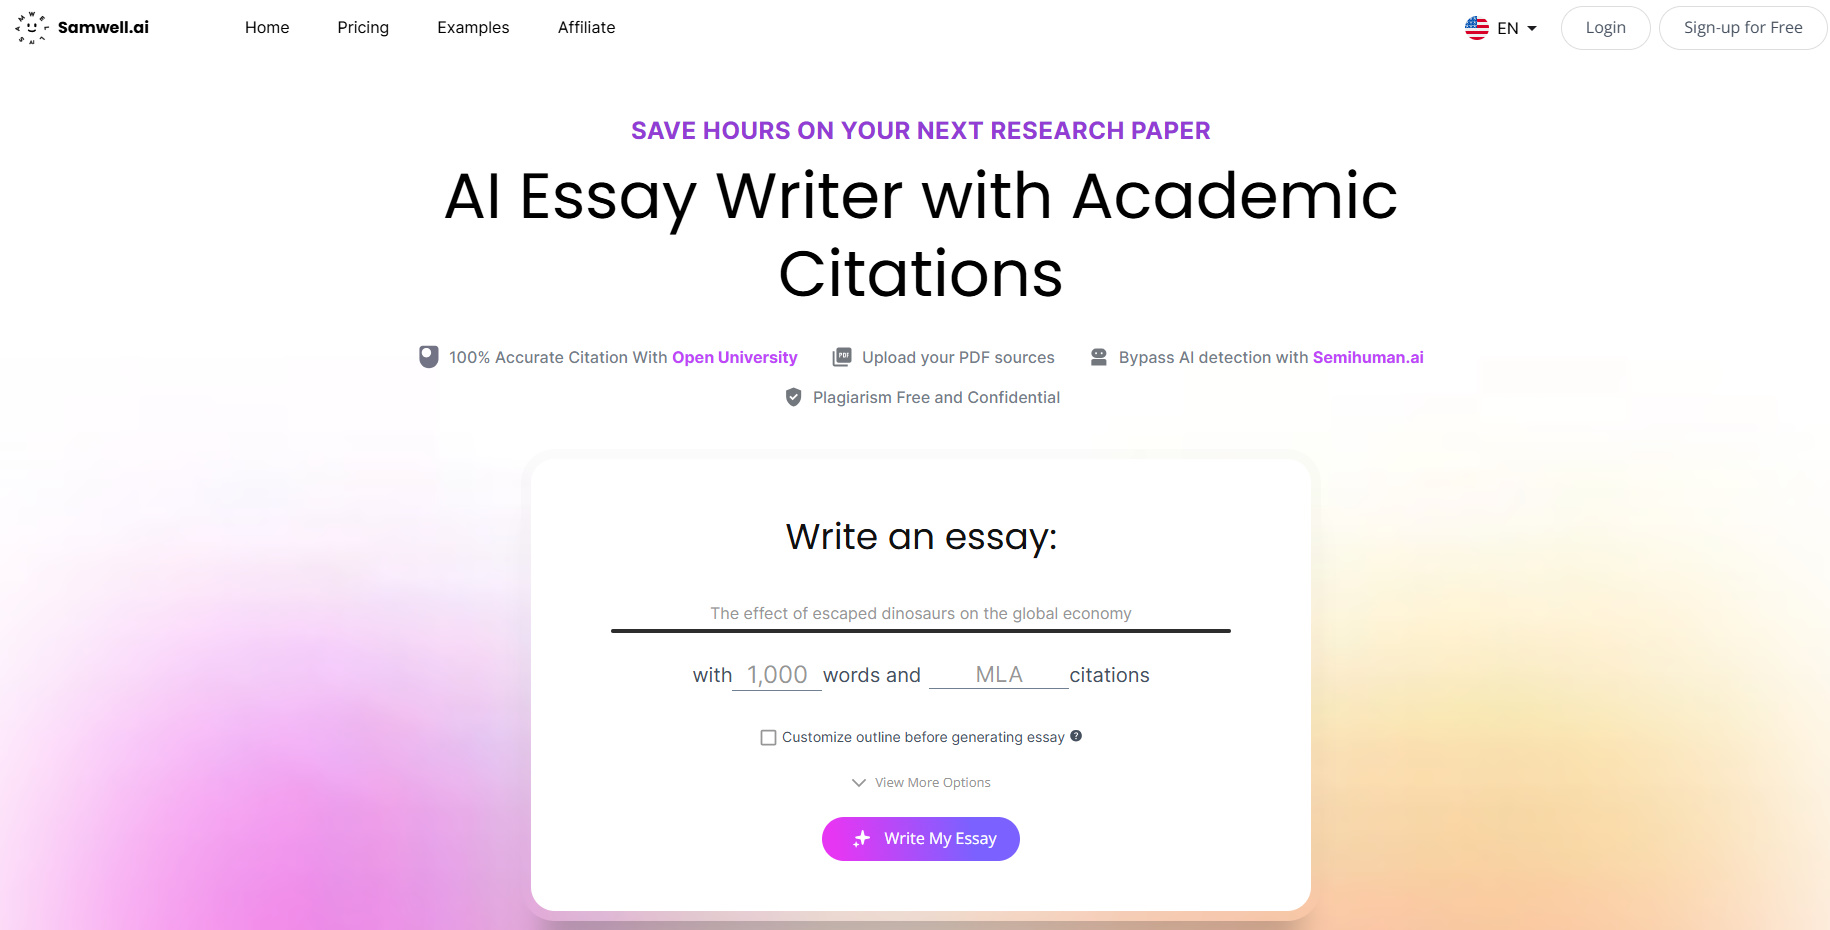 Samwell.ai
Home
Pricing
Examples
Affiliate
EN
Login
Sign-up for Free
SAVE HOURS ON YOUR NEXT RESEARCH PAPER
AI Essay Writer with Academic
Citations
100% Accurate Citation With Open University
PDF
Upload your PDF sources
Bypass AI detection with Semihuman.ai
Plagiarism Free and Confidential
Write an essay:
The effect of escaped dinosaurs on the global economy
with 1,000 words and MLA citations
Customize outline before generating essay ?
View More Options
Write My Essay